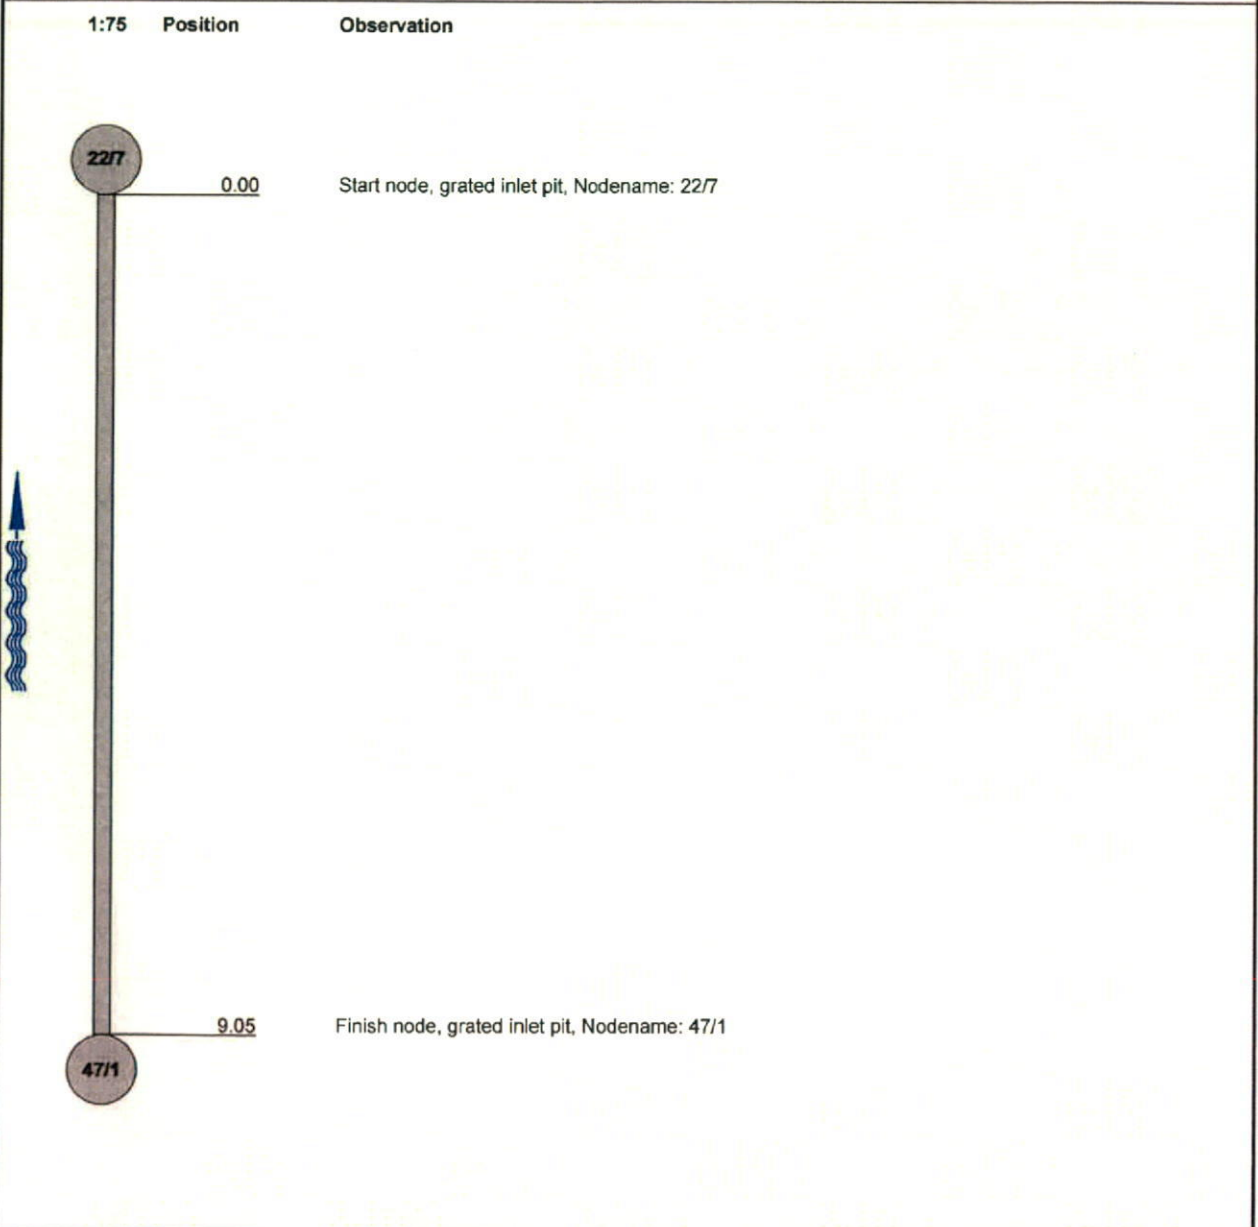 1:75 Position Observation
22/7
0.00 Start node, grated inlet pit, Nodename: 22/7
9.05 Finish node, grated inlet pit, Nodename: 47/1
47/1